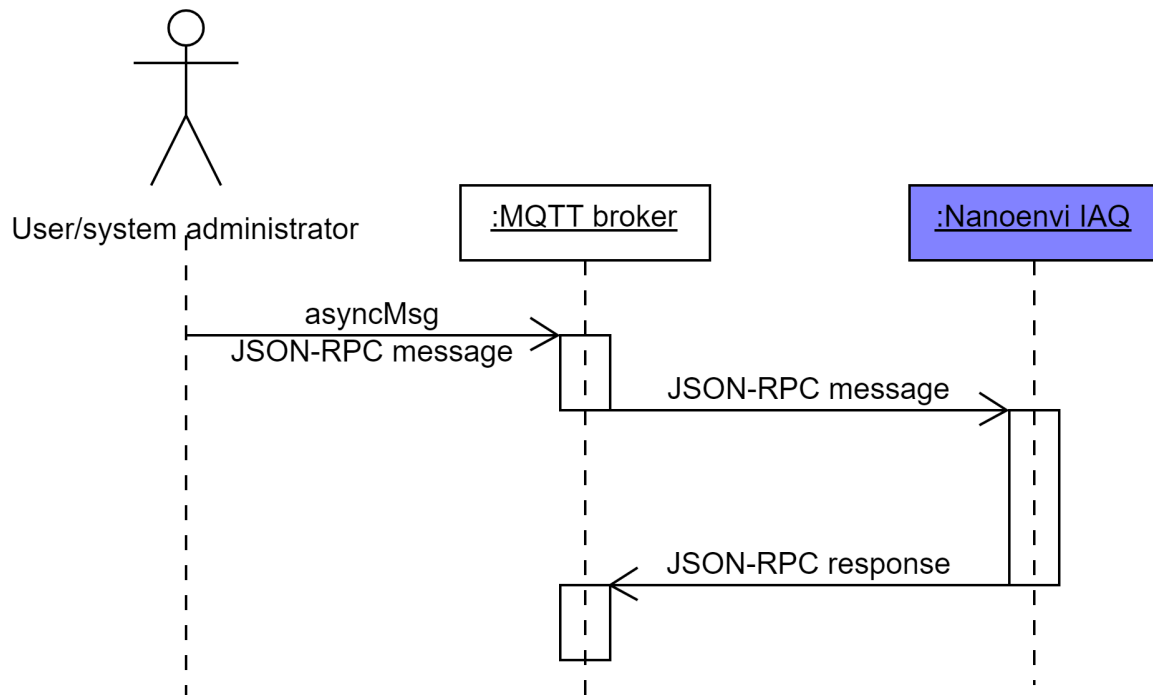 User/system administrator
:MQTT broker
:Nanoenvi IAQ
asyncMsg
JSON-RPC message
JSON-RPC message
JSON-RPC response